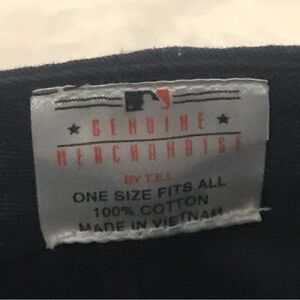 GENUINE
MERCHANDISE
BY T.E.I.
ONE SIZE FITS ALL
100% COTTON
MADE IN VIETNAM